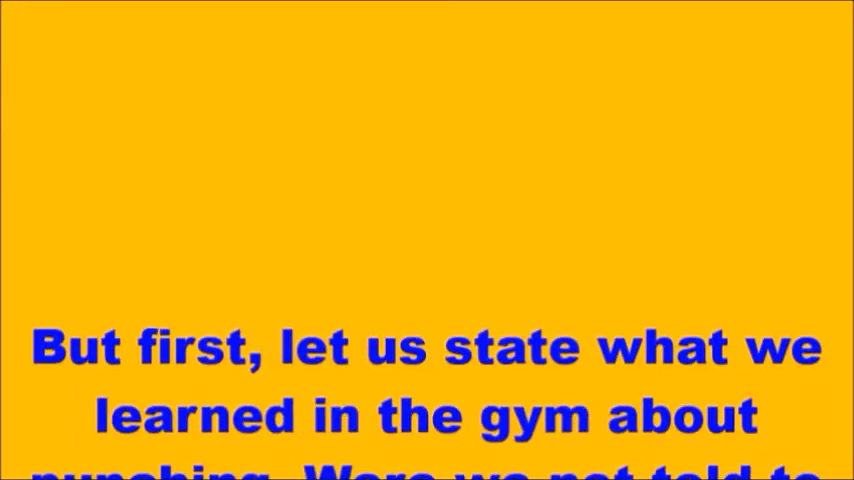 But first, let us state what we
learned in the gym about
punching. Were we not told to